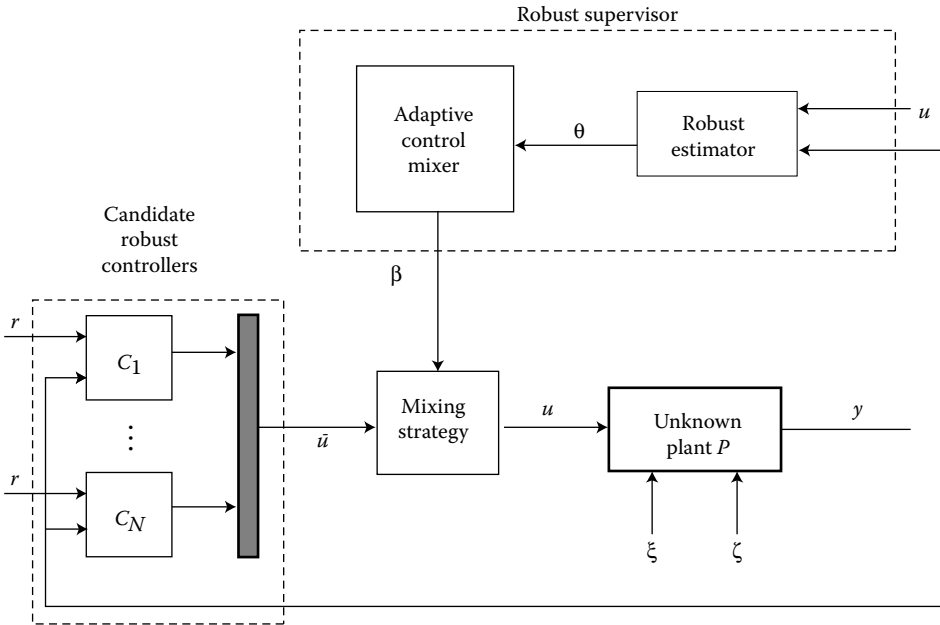 Robust supervisor
Adaptive
control
mixer
θ
Robust
estimator
u
Candidate
robust
controllers
β
r
C1
⋮
r
CN
ū
Mixing
strategy
u
Unknown
plant P
y
ξ
ζ